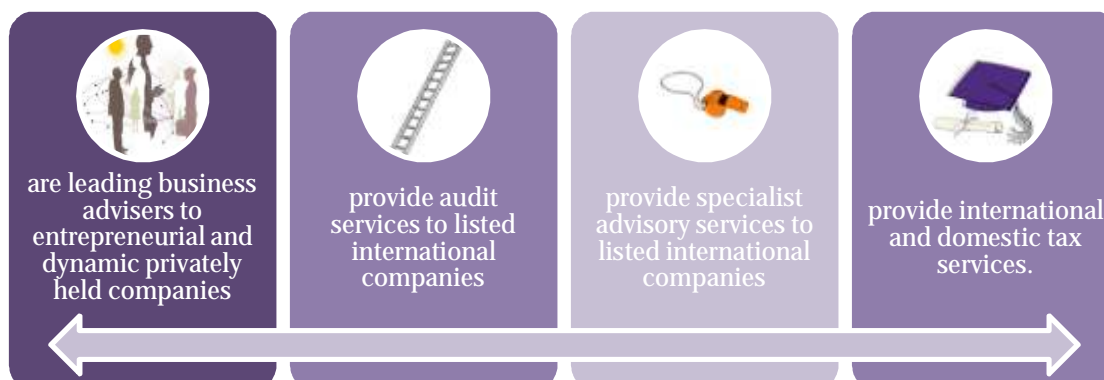 are leading business
advisers to
entrepreneurial and
dynamic privately
held companies
provide audit
services to listed
international
companies
provide specialist
advisory services to
listed international
companies
provide international
and domestic tax
services.